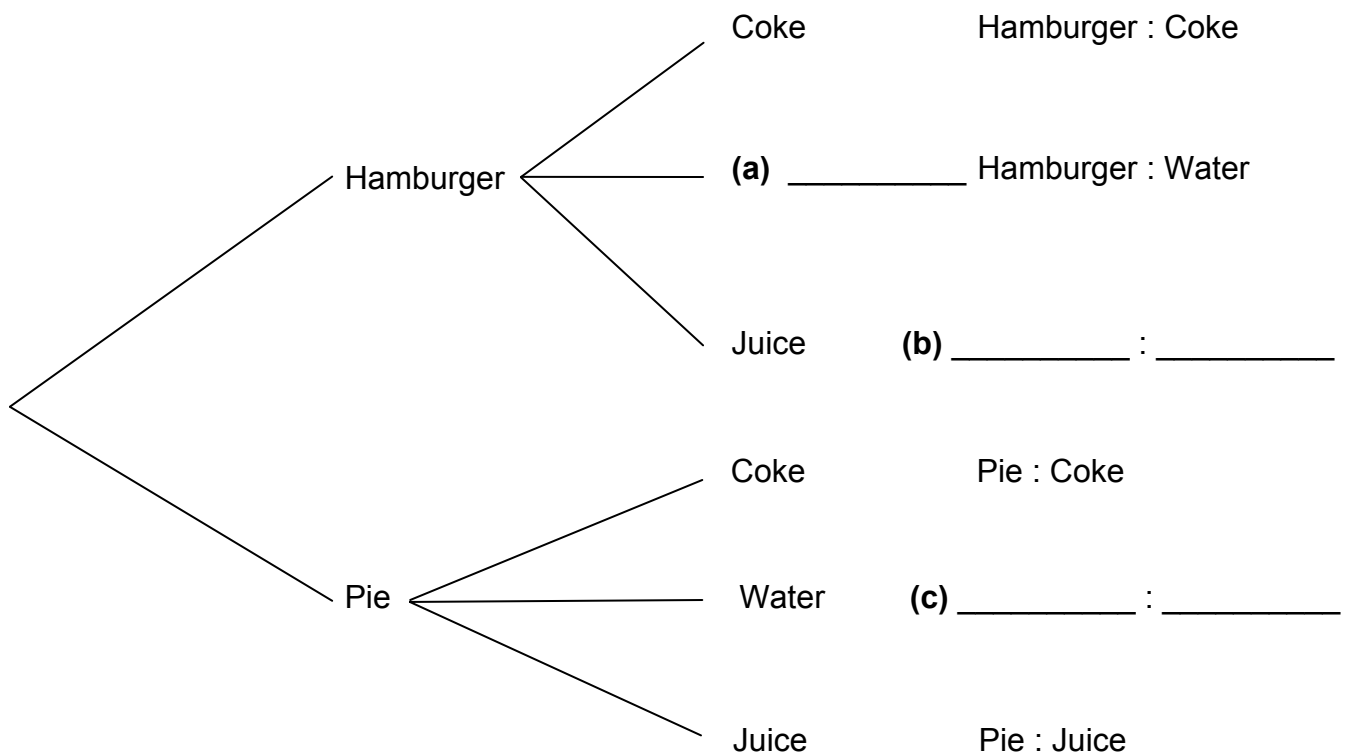 Coke Hamburger : Coke
Hamburger (a) __________ Hamburger : Water
Juice (b) __________ : __________
Coke Pie : Coke
Pie Water (c) __________ : __________
Juice Pie : Juice